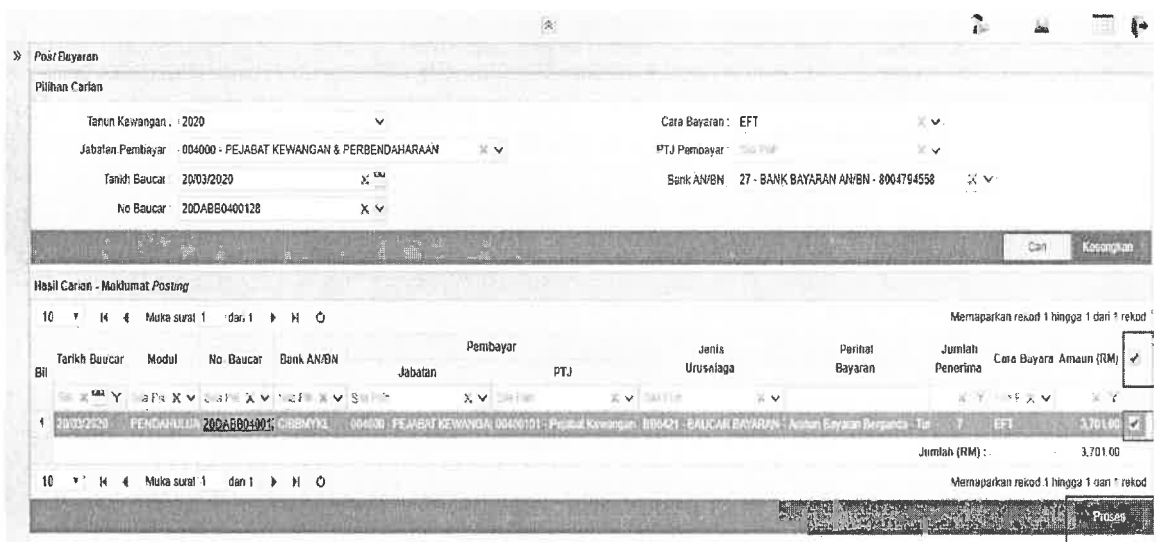 Post Bayaran
Pilihan Carian
Tahun Kewangan : 2020
Cara Bayaran : EFT
Jabatan Pembayar 004000 - PEJABAT KEWANGAN & PERBENDAHARAAN
PTJ Pembayar :
Tarikh Baucar : 20/03/2020
Bank AN/BN 27 - BANK BAYARAN AN/BN - 8004794558
No Baucar : 20DABB0400128
Cari Kosongkan
Hasil Carian - Maklumat Posting
10 Muka surat 1 dari 1
Memaparkan rekod 1 hingga 1 dari 1 rekod
Bil Tarikh Baucar Modul No. Baucar Bank AN/BN Pembayar Jabatan PTJ Jenis Urusniaga Perihal Bayaran Jumlah Penerima Cara Bayara Amaun (RM)
1 20/03/2020 PENDAHULUA 20DABB04001 CIBBMYKL 004000 - PEJABAT KEWANGA 00400101 - Pejabat Kewangan BAUCAR BAYARAN - Arahan Bayaran Berganda 7 EFT 3,701.00
Jumlah (RM) : 3,701.00
10 Muka surat 1 dari 1
Memaparkan rekod 1 hingga 1 dari 1 rekod
Proses